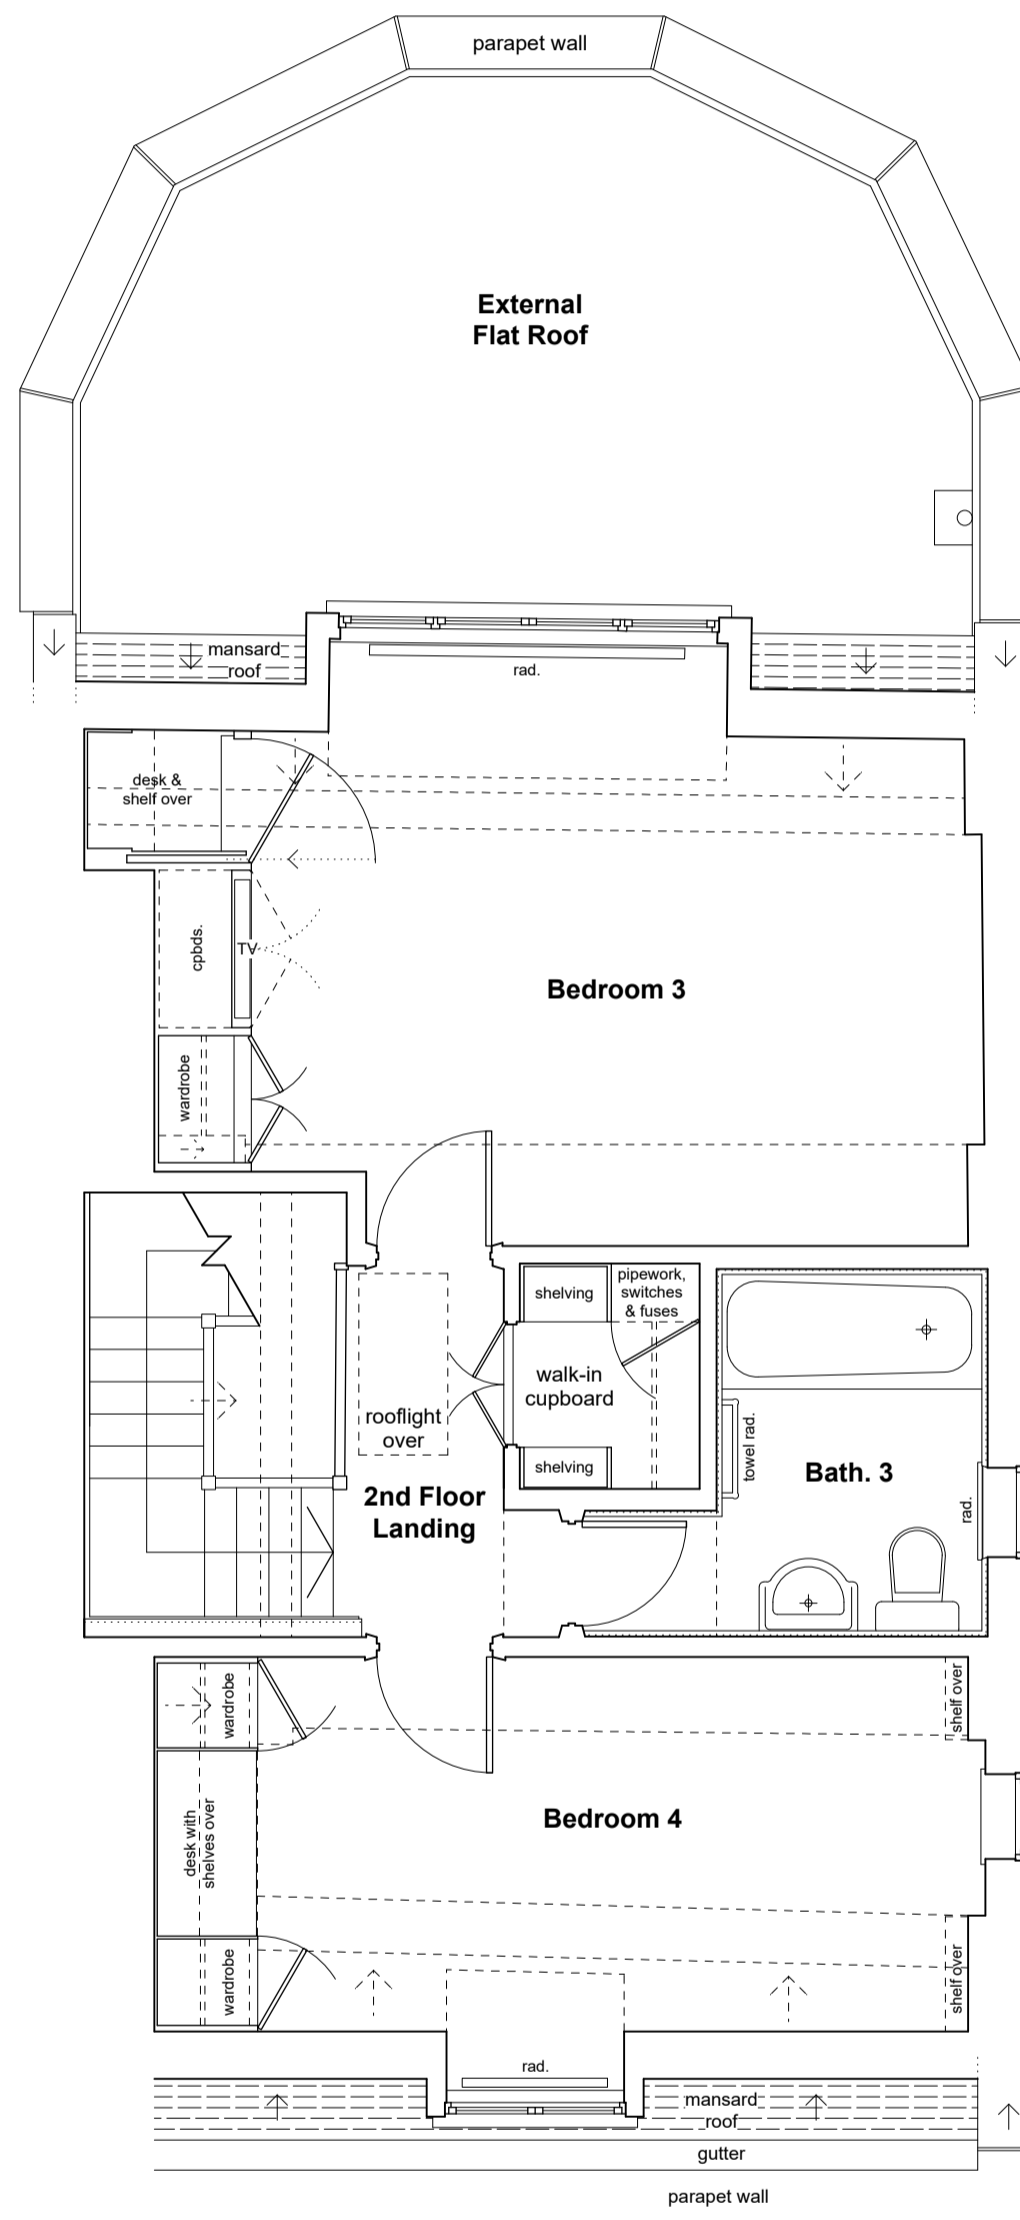 parapet wall
External
Flat Roof
mansard
roof
rad.
desk &
shelf over
cpbds.
TV
Bedroom 3
wardrobe
shelving
pipework,
switches
& fuses
walk-in
cupboard
rooflight
over
shelving
towel rad.
Bath. 3
rad.
2nd Floor
Landing
wardrobe
shelf over
desk with
shelves over
Bedroom 4
wardrobe
shelf over
rad.
mansard
roof
gutter
parapet wall